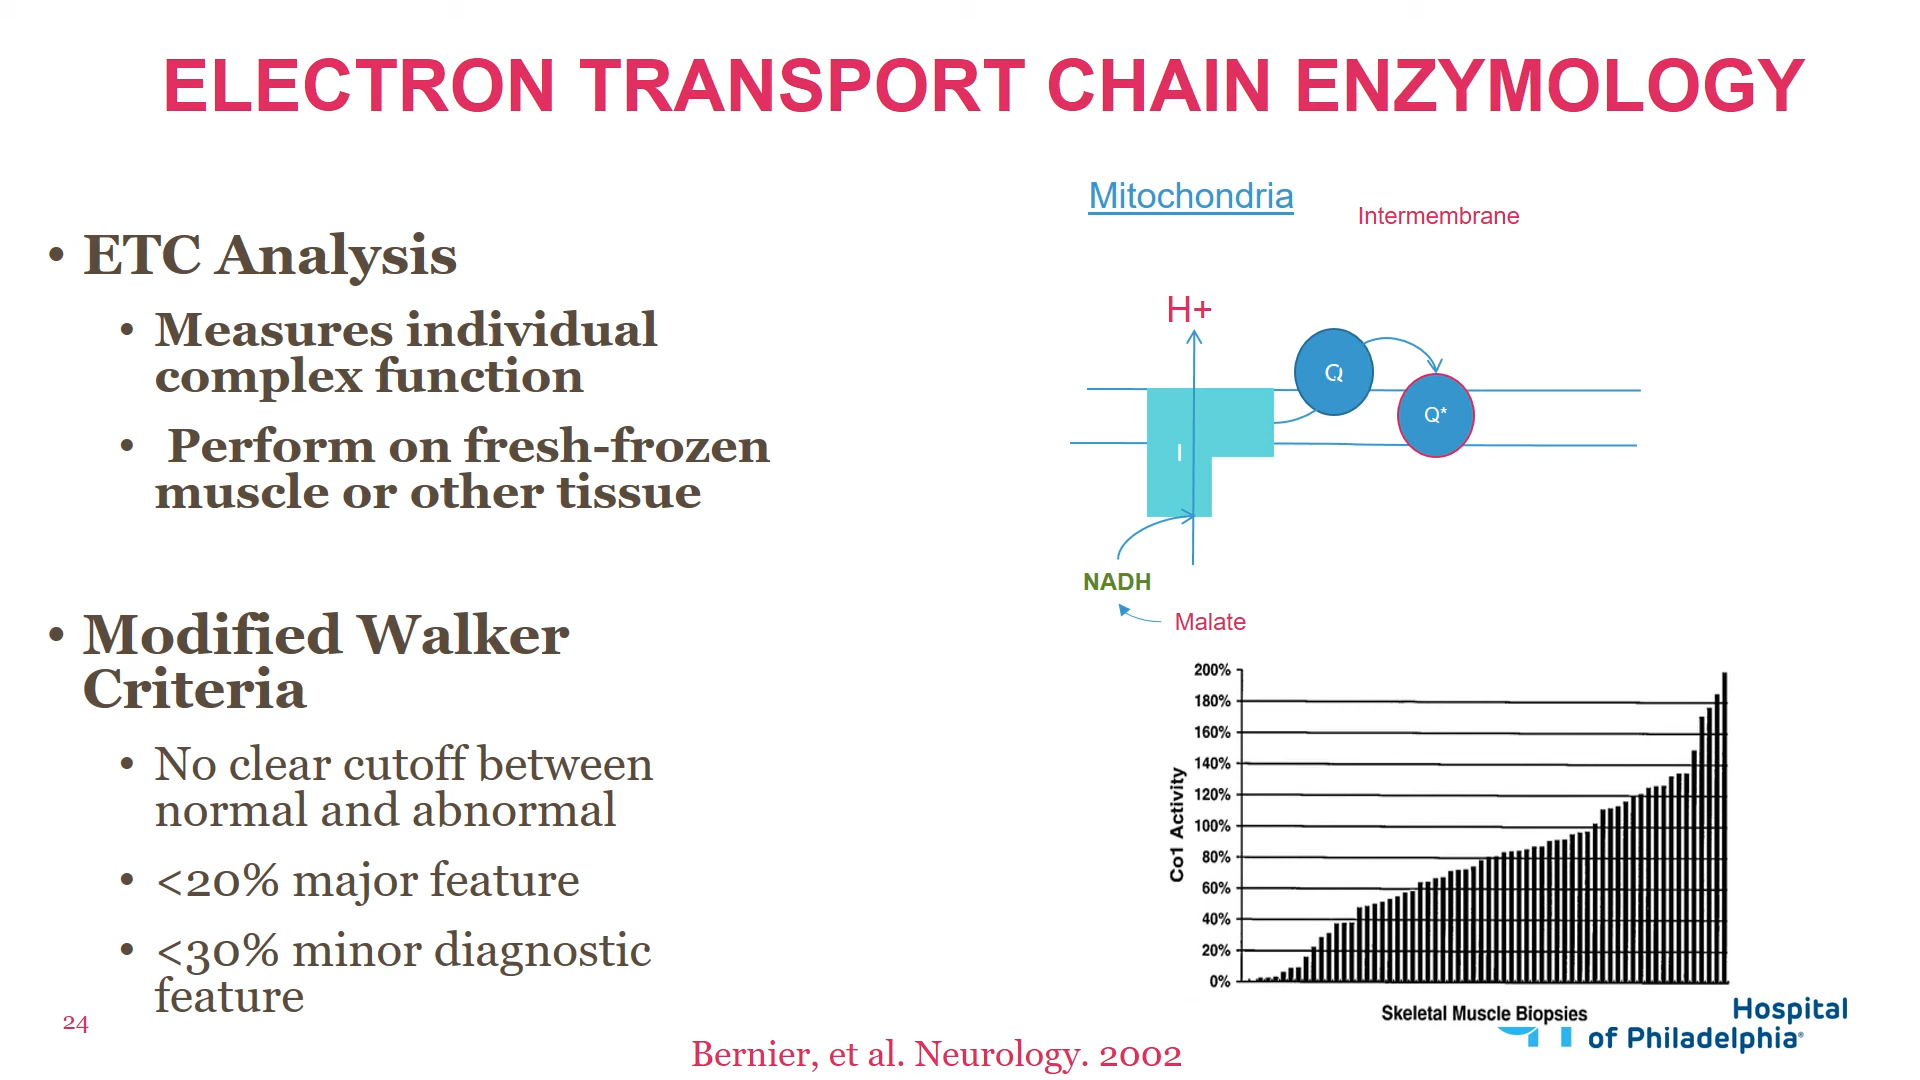 ELECTRON TRANSPORT CHAIN ENZYMOLOGY
• ETC Analysis
• Measures individual
complex function
• Perform on fresh-frozen
muscle or other tissue
• Modified Walker
Criteria
• No clear cutoff between
normal and abnormal
• <20% major feature
• <30% minor diagnostic
feature
24
Mitochondria
Intermembrane
H+
Q
Q*
I
NADH
Malate
200%
180%
160%
140%
120%
100%
80%
60%
40%
20%
0%
Co1 Activity
Skeletal Muscle Biopsies
Hospital
of Philadelphia®
Bernier, et al. Neurology. 2002